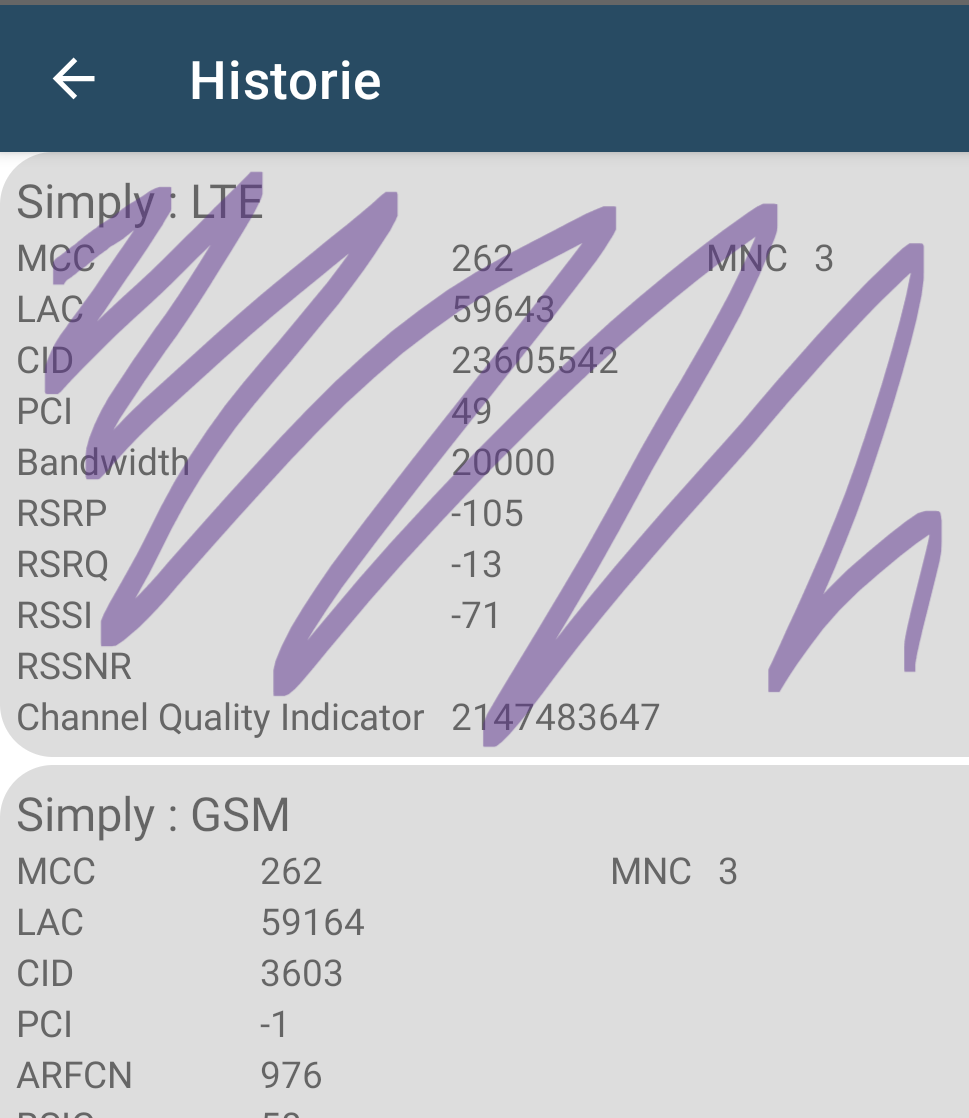 Historie
Simply : LTE
MCC 262 MNC 3
LAC 59643
CID 23605542
PCI 49
Bandwidth 20000
RSRP -105
RSRQ -13
RSSI -71
RSSNR
Channel Quality Indicator 2147483647
Simply : GSM
MCC 262 MNC 3
LAC 59164
CID 3603
PCI -1
ARFCN 976